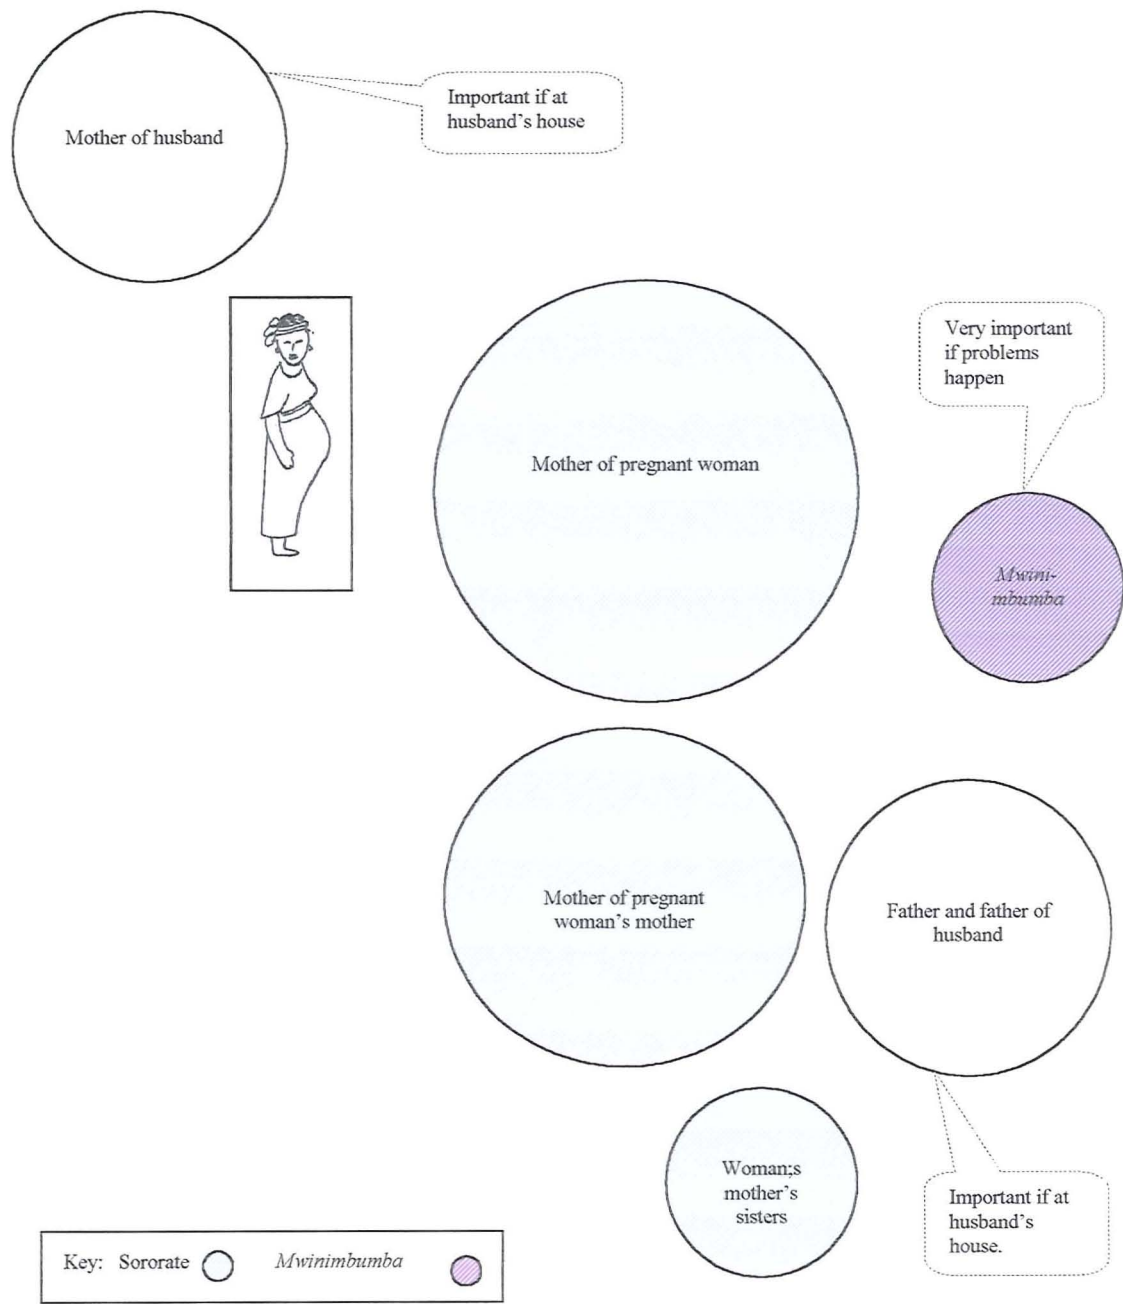 Important if at
husband's house
Mother of husband
Very important
if problems
happen
Mother of pregnant woman
Mwini-
mbumba
Mother of pregnant
woman's mother
Father and father of
husband
Woman;s
mother's
sisters
Important if at
husband's
house.
Key: Sororate Mwinimbumba